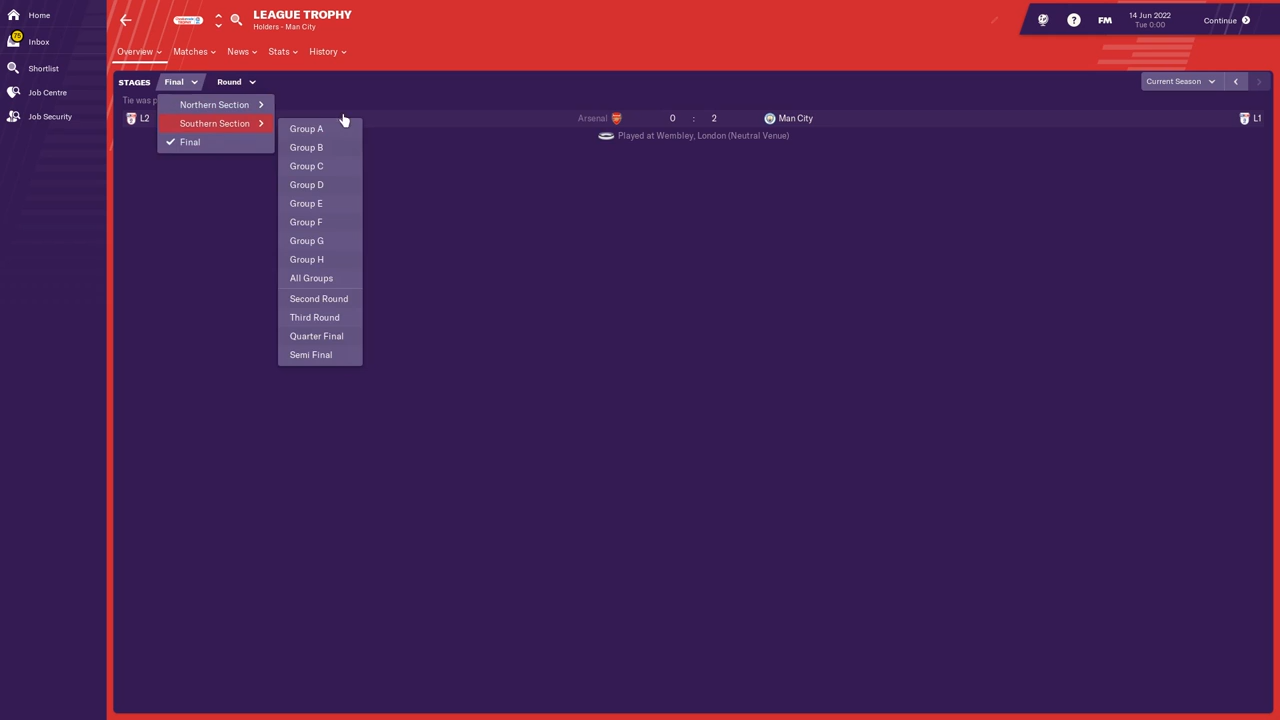 Home
Inbox
75
Shortlist
Job Centre
Job Security
LEAGUE TROPHY
Holders - Man City
FM
14 Jun 2022
Tue 0:00
Continue
Overview
Matches
News
Stats
History
STAGES
Final
Round
Current Season
Tie was p
L2
Arsenal
0 : 2
Man City
L1
Played at Wembley, London (Neutral Venue)
Northern Section
Southern Section
Final
Group A
Group B
Group C
Group D
Group E
Group F
Group G
Group H
All Groups
Second Round
Third Round
Quarter Final
Semi Final